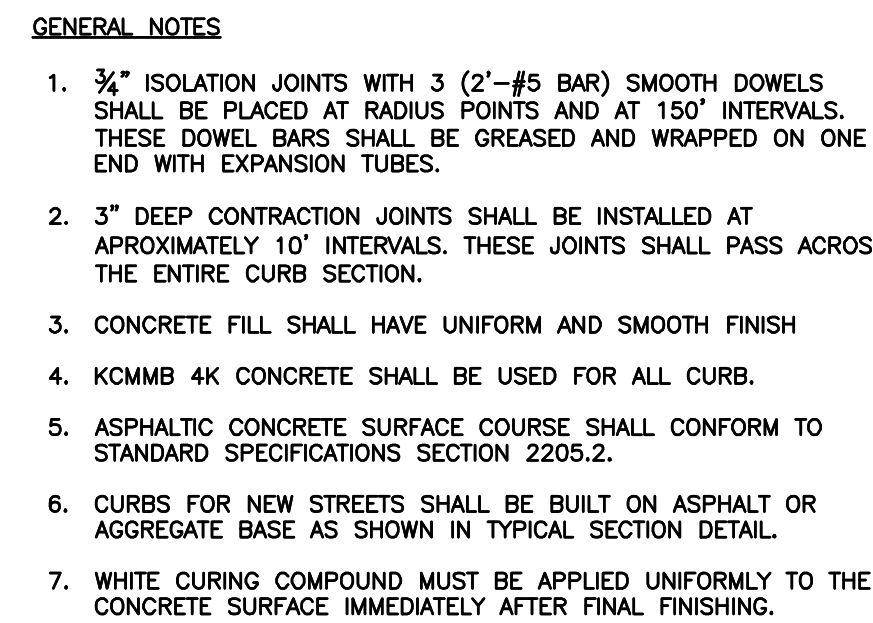 GENERAL NOTES
1. ¾" ISOLATION JOINTS WITH 3 (2'-#5 BAR) SMOOTH DOWELS
SHALL BE PLACED AT RADIUS POINTS AND AT 150' INTERVALS.
THESE DOWEL BARS SHALL BE GREASED AND WRAPPED ON ONE
END WITH EXPANSION TUBES.
2. 3" DEEP CONTRACTION JOINTS SHALL BE INSTALLED AT
APROXIMATELY 10' INTERVALS. THESE JOINTS SHALL PASS ACROS
THE ENTIRE CURB SECTION.
3. CONCRETE FILL SHALL HAVE UNIFORM AND SMOOTH FINISH
4. KCMMB 4K CONCRETE SHALL BE USED FOR ALL CURB.
5. ASPHALTIC CONCRETE SURFACE COURSE SHALL CONFORM TO
STANDARD SPECIFICATIONS SECTION 2205.2.
6. CURBS FOR NEW STREETS SHALL BE BUILT ON ASPHALT OR
AGGREGATE BASE AS SHOWN IN TYPICAL SECTION DETAIL.
7. WHITE CURING COMPOUND MUST BE APPLIED UNIFORMLY TO THE
CONCRETE SURFACE IMMEDIATELY AFTER FINAL FINISHING.